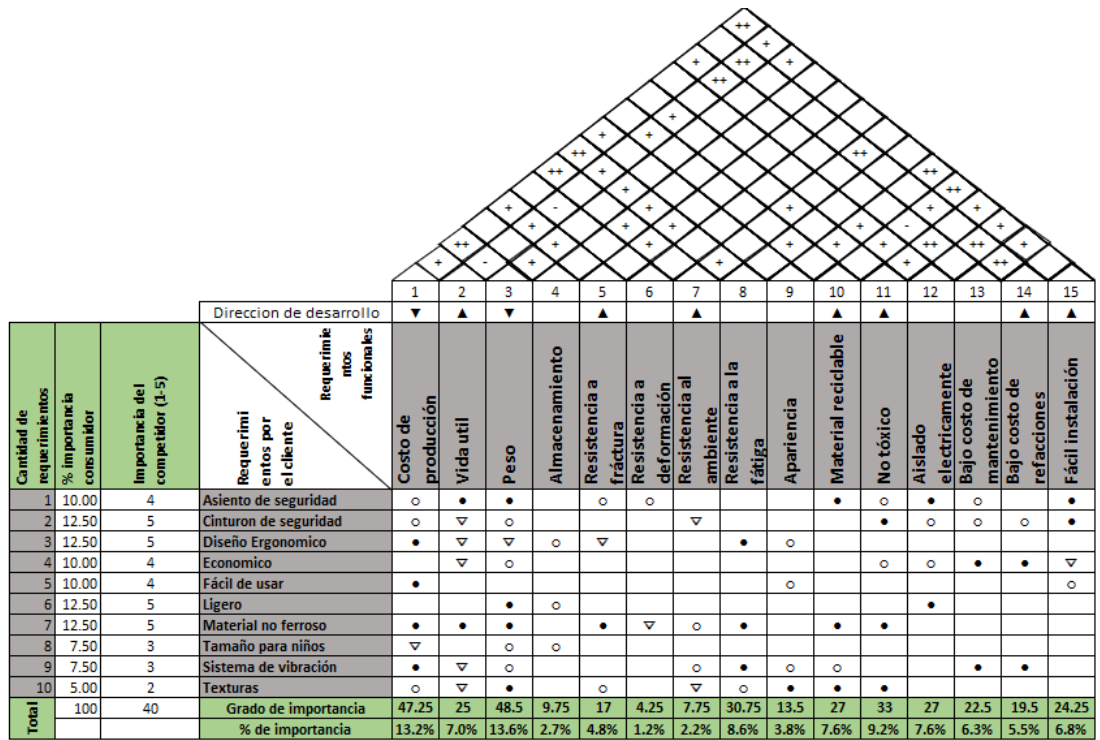 ++
+
+ ++ +
++
+
+ +
++ ++
++ + ++
+ ++
+ - + + + +
+ + + + - +
++ + + + + + + ++ ++ +
+ - + + + ++
1 2 3 4 5 6 7 8 9 10 11 12 13 14 15
Direccion de desarrollo ▼ ▲ ▼ ▲ ▲ ▲ ▲ ▲ ▲
Cantidad de
requerimientos
% importancia
consumidor
Importancia del
competidor (1-5)
Requerimie
ntos
funcionales
Requerimi
entos por
el cliente
Costo de
producción
Vida util
Peso
Almacenamiento
Resistencia a
fráctura
Resistencia a
deformación
Resistencia al
ambiente
Resistencia a la
fátiga
Apariencia
Material reciclable
No tóxico
Aislado
electricamente
Bajo costo de
mantenimiento
Bajo costo de
refacciones
Fácil instalación
1 10.00 4 Asiento de seguridad ○ ● ● ○ ○ ● ○ ● ○ ●
2 12.50 5 Cinturon de seguridad ○ ▽ ○ ▽ ● ○ ○ ○ ●
3 12.50 5 Diseño Ergonomico ● ▽ ▽ ○ ▽ ● ○
4 10.00 4 Economico ▽ ○ ○ ○ ● ● ▽
5 10.00 4 Fácil de usar ● ○ ○
6 12.50 5 Ligero ● ○ ●
7 12.50 5 Material no ferroso ● ● ● ● ▽ ○ ● ● ●
8 7.50 3 Tamaño para niños ▽ ○ ○
9 7.50 3 Sistema de vibración ● ▽ ○ ○ ● ○ ○ ● ●
10 5.00 2 Texturas ○ ▽ ● ○ ▽ ○ ● ● ●
Total 100 40 Grado de importancia 47.25 25 48.5 9.75 17 4.25 7.75 30.75 13.5 27 33 27 22.5 19.5 24.25
% de importancia 13.2% 7.0% 13.6% 2.7% 4.8% 1.2% 2.2% 8.6% 3.8% 7.6% 9.2% 7.6% 6.3% 5.5% 6.8%